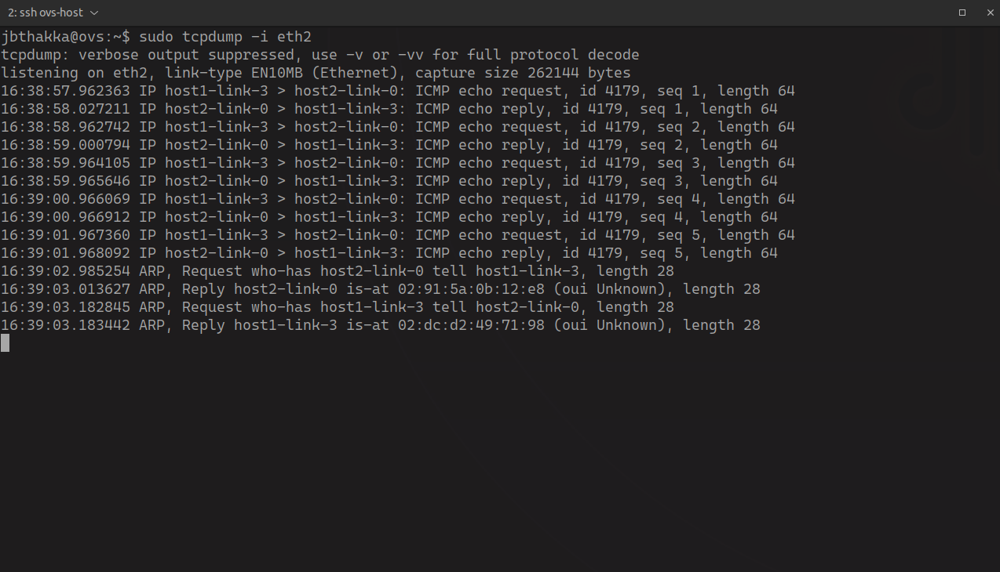 2: ssh ovs-host
jbthakka@ovs:~$ sudo tcpdump -i eth2
tcpdump: verbose output suppressed, use -v or -vv for full protocol decode
listening on eth2, link-type EN10MB (Ethernet), capture size 262144 bytes
16:38:57.962363 IP host1-link-3 > host2-link-0: ICMP echo request, id 4179, seq 1, length 64
16:38:58.027211 IP host2-link-0 > host1-link-3: ICMP echo reply, id 4179, seq 1, length 64
16:38:58.962742 IP host1-link-3 > host2-link-0: ICMP echo request, id 4179, seq 2, length 64
16:38:59.000794 IP host2-link-0 > host1-link-3: ICMP echo reply, id 4179, seq 2, length 64
16:38:59.964105 IP host1-link-3 > host2-link-0: ICMP echo request, id 4179, seq 3, length 64
16:38:59.965646 IP host2-link-0 > host1-link-3: ICMP echo reply, id 4179, seq 3, length 64
16:39:00.966069 IP host1-link-3 > host2-link-0: ICMP echo request, id 4179, seq 4, length 64
16:39:00.966912 IP host2-link-0 > host1-link-3: ICMP echo reply, id 4179, seq 4, length 64
16:39:01.967360 IP host1-link-3 > host2-link-0: ICMP echo request, id 4179, seq 5, length 64
16:39:01.968092 IP host2-link-0 > host1-link-3: ICMP echo reply, id 4179, seq 5, length 64
16:39:02.985254 ARP, Request who-has host2-link-0 tell host1-link-3, length 28
16:39:03.013627 ARP, Reply host2-link-0 is-at 02:91:5a:0b:12:e8 (oui Unknown), length 28
16:39:03.182845 ARP, Request who-has host1-link-3 tell host2-link-0, length 28
16:39:03.183442 ARP, Reply host1-link-3 is-at 02:dc:d2:49:71:98 (oui Unknown), length 28